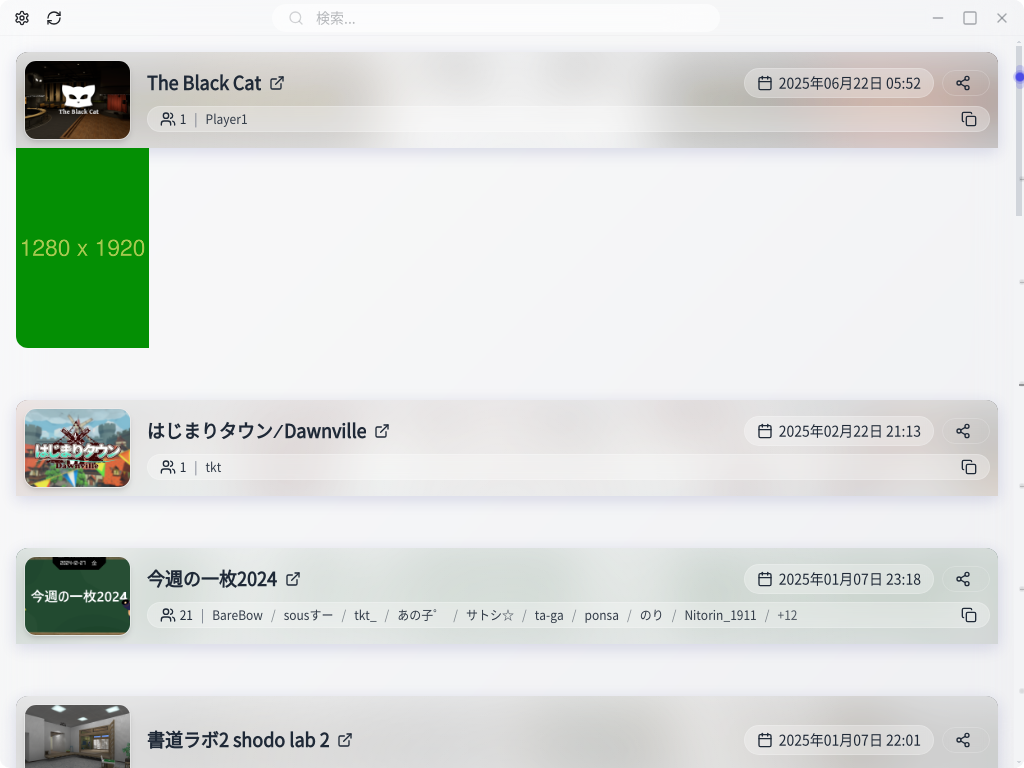 検索...
The Black Cat
2025年06月22日 05:52
The Black Cat
1 | Player1
1280 x 1920
はじまりタウン⁄Dawnville
2025年02月22日 21:13
はじまりタウン
DaWnville
1 | tkt
今週の一枚2024
2025年01月07日 23:18
今週の一枚2024
21 | BareBow / sousすー / tkt_ / あの子゜ / サトシ☆ / ta-ga / ponsa / のり / Nitorin_1911 / +12
書道ラボ2 shodo lab 2
2025年01月07日 22:01